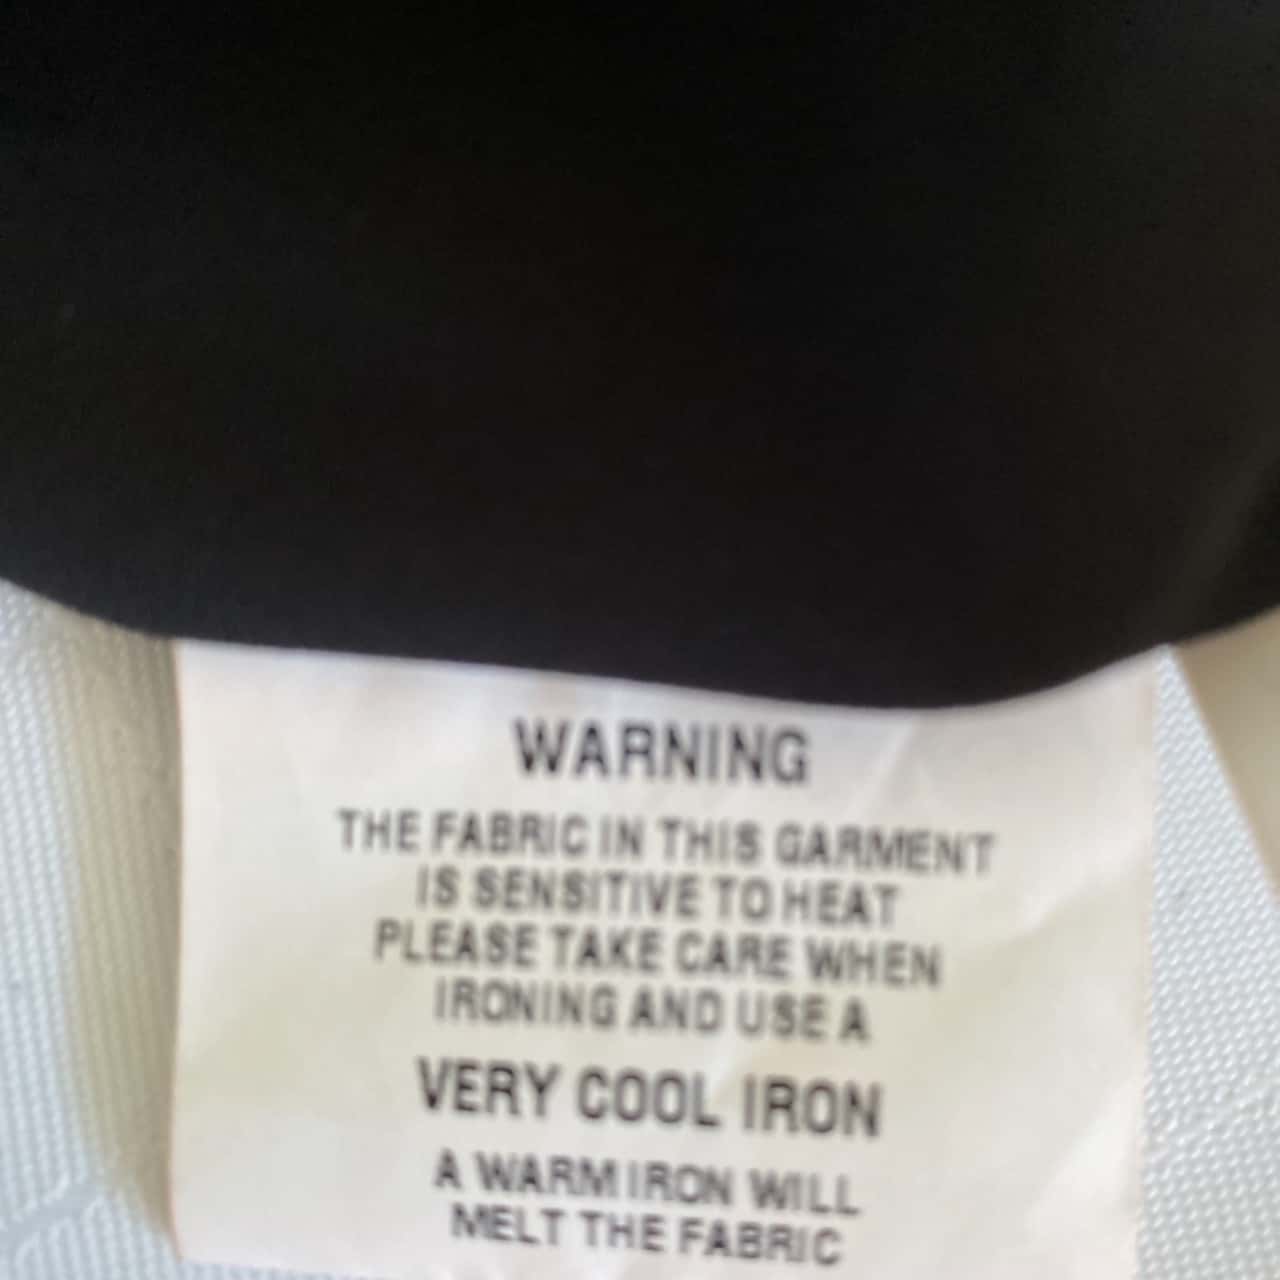 WARNING
THE FABRIC IN THIS GARMENT
IS SENSITIVE TO HEAT
PLEASE TAKE CARE WHEN
IRONING AND USE A
VERY COOL IRON
A WARM IRON WILL
MELT THE FABRIC